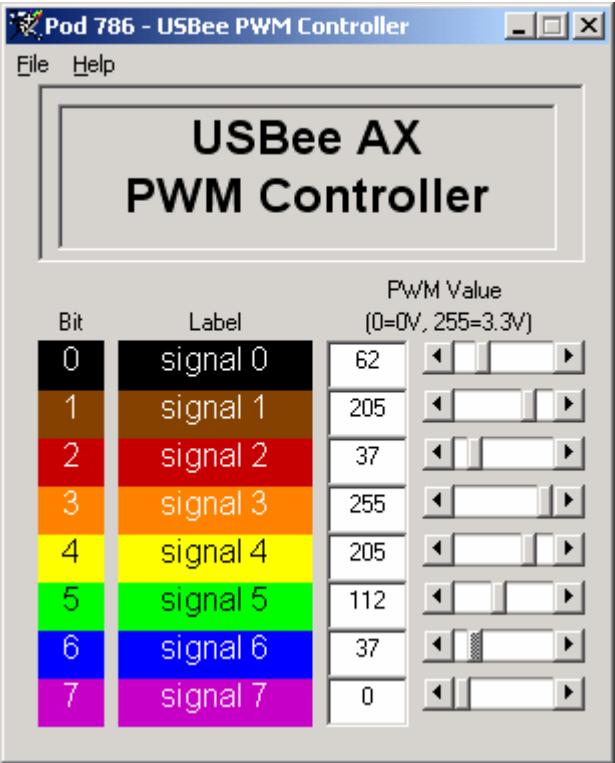 Pod 786 - USBee PWM Controller
File Help
USBee AX
PWM Controller
PWM Value
Bit Label (0=0V, 255=3.3V)
0 signal 0 62
1 signal 1 205
2 signal 2 37
3 signal 3 255
4 signal 4 205
5 signal 5 112
6 signal 6 37
7 signal 7 0